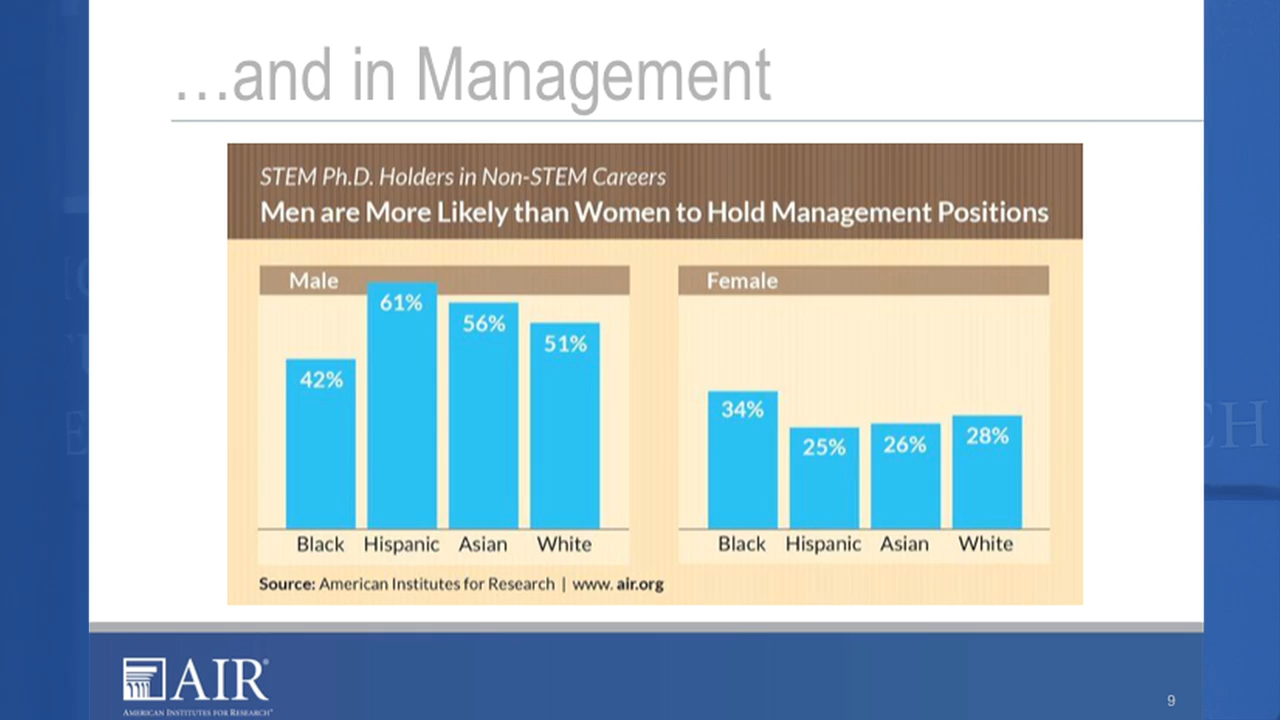 …and in Management
STEM Ph.D. Holders in Non-STEM Careers
Men are More Likely than Women to Hold Management Positions
Male
61%
56%
51%
42%
Black Hispanic Asian White
Female
34%
25%
26%
28%
Black Hispanic Asian White
Source: American Institutes for Research | www. air.org
AIR®
AMERICAN INSTITUTES FOR RESEARCH®
9
CH